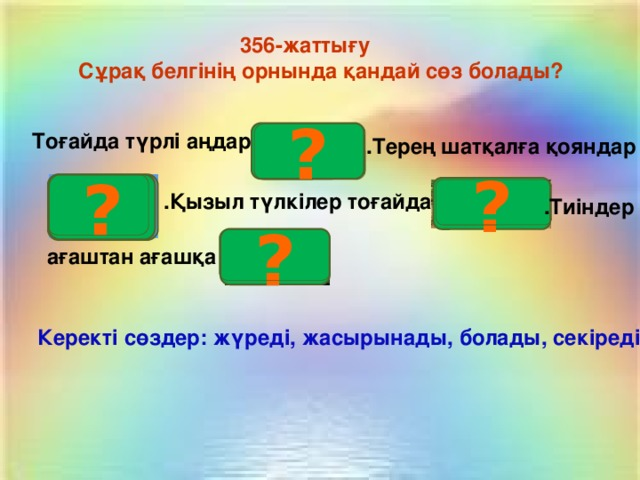 356-жаттығу
Сұрақ белгінің орнында қандай сөз болады?
Тоғайда түрлі аңдар ? .Терең шатқалға қояндар
? .Қызыл түлкілер тоғайда ? .Тиіндер
ағаштан ағашқа ?
Керекті сөздер: жүреді, жасырынады, болады, секіреді